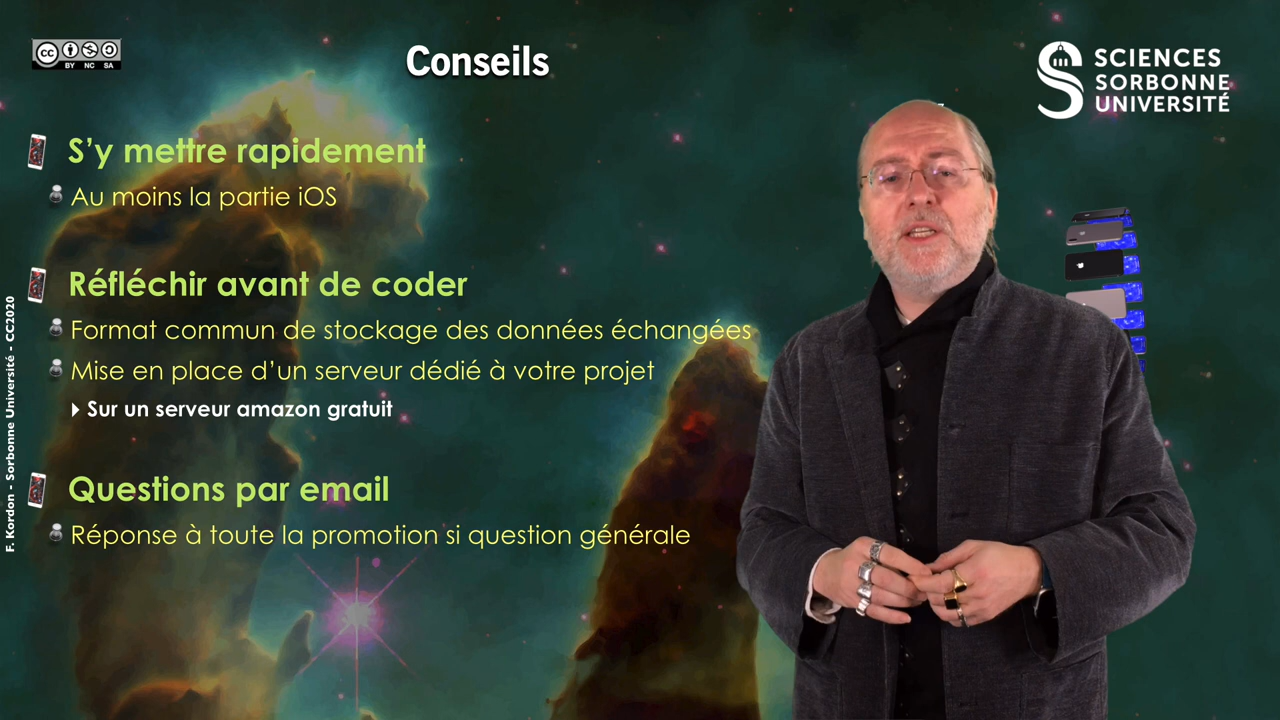 Conseils
CC BY NC SA
SCIENCES
SORBONNE
UNIVERSITÉ
S'y mettre rapidement
Au moins la partie iOS
Réfléchir avant de coder
Format commun de stockage des données échangées
Mise en place d'un serveur dédié à votre projet
Sur un serveur amazon gratuit
Questions par email
Réponse à toute la promotion si question générale
F. Kordon - Sorbonne Université - CC2020